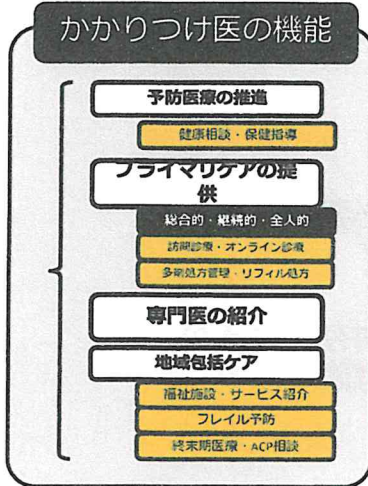 かかりつけ医の機能
予防医療の推進
健康相談・保健指導
プライマリケアの提
供
総合的・継続的・全人的
訪問診療・オンライン診療
多剤処方管理・リフィル処方
専門医の紹介
地域包括ケア
福祉施設・サービス紹介
フレイル予防
終末期医療・ACP相談